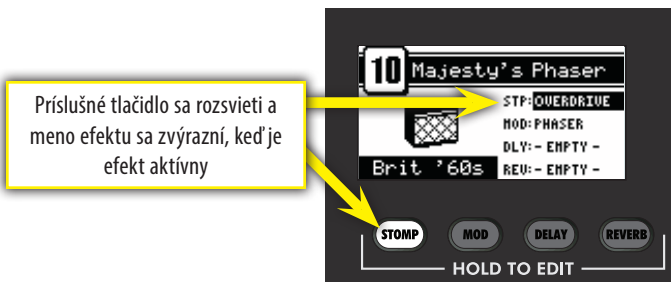 Príslušné tlačidlo sa rozsvieti a
meno efektu sa zvýrazní, keď je
efekt aktívny
10 Majesty's Phaser
STP: OVERDRIVE
MOD: PHASER
DLY: - EMPTY -
Brit '60s REV: - EMPTY -
STOMP MOD DELAY REVERB
HOLD TO EDIT